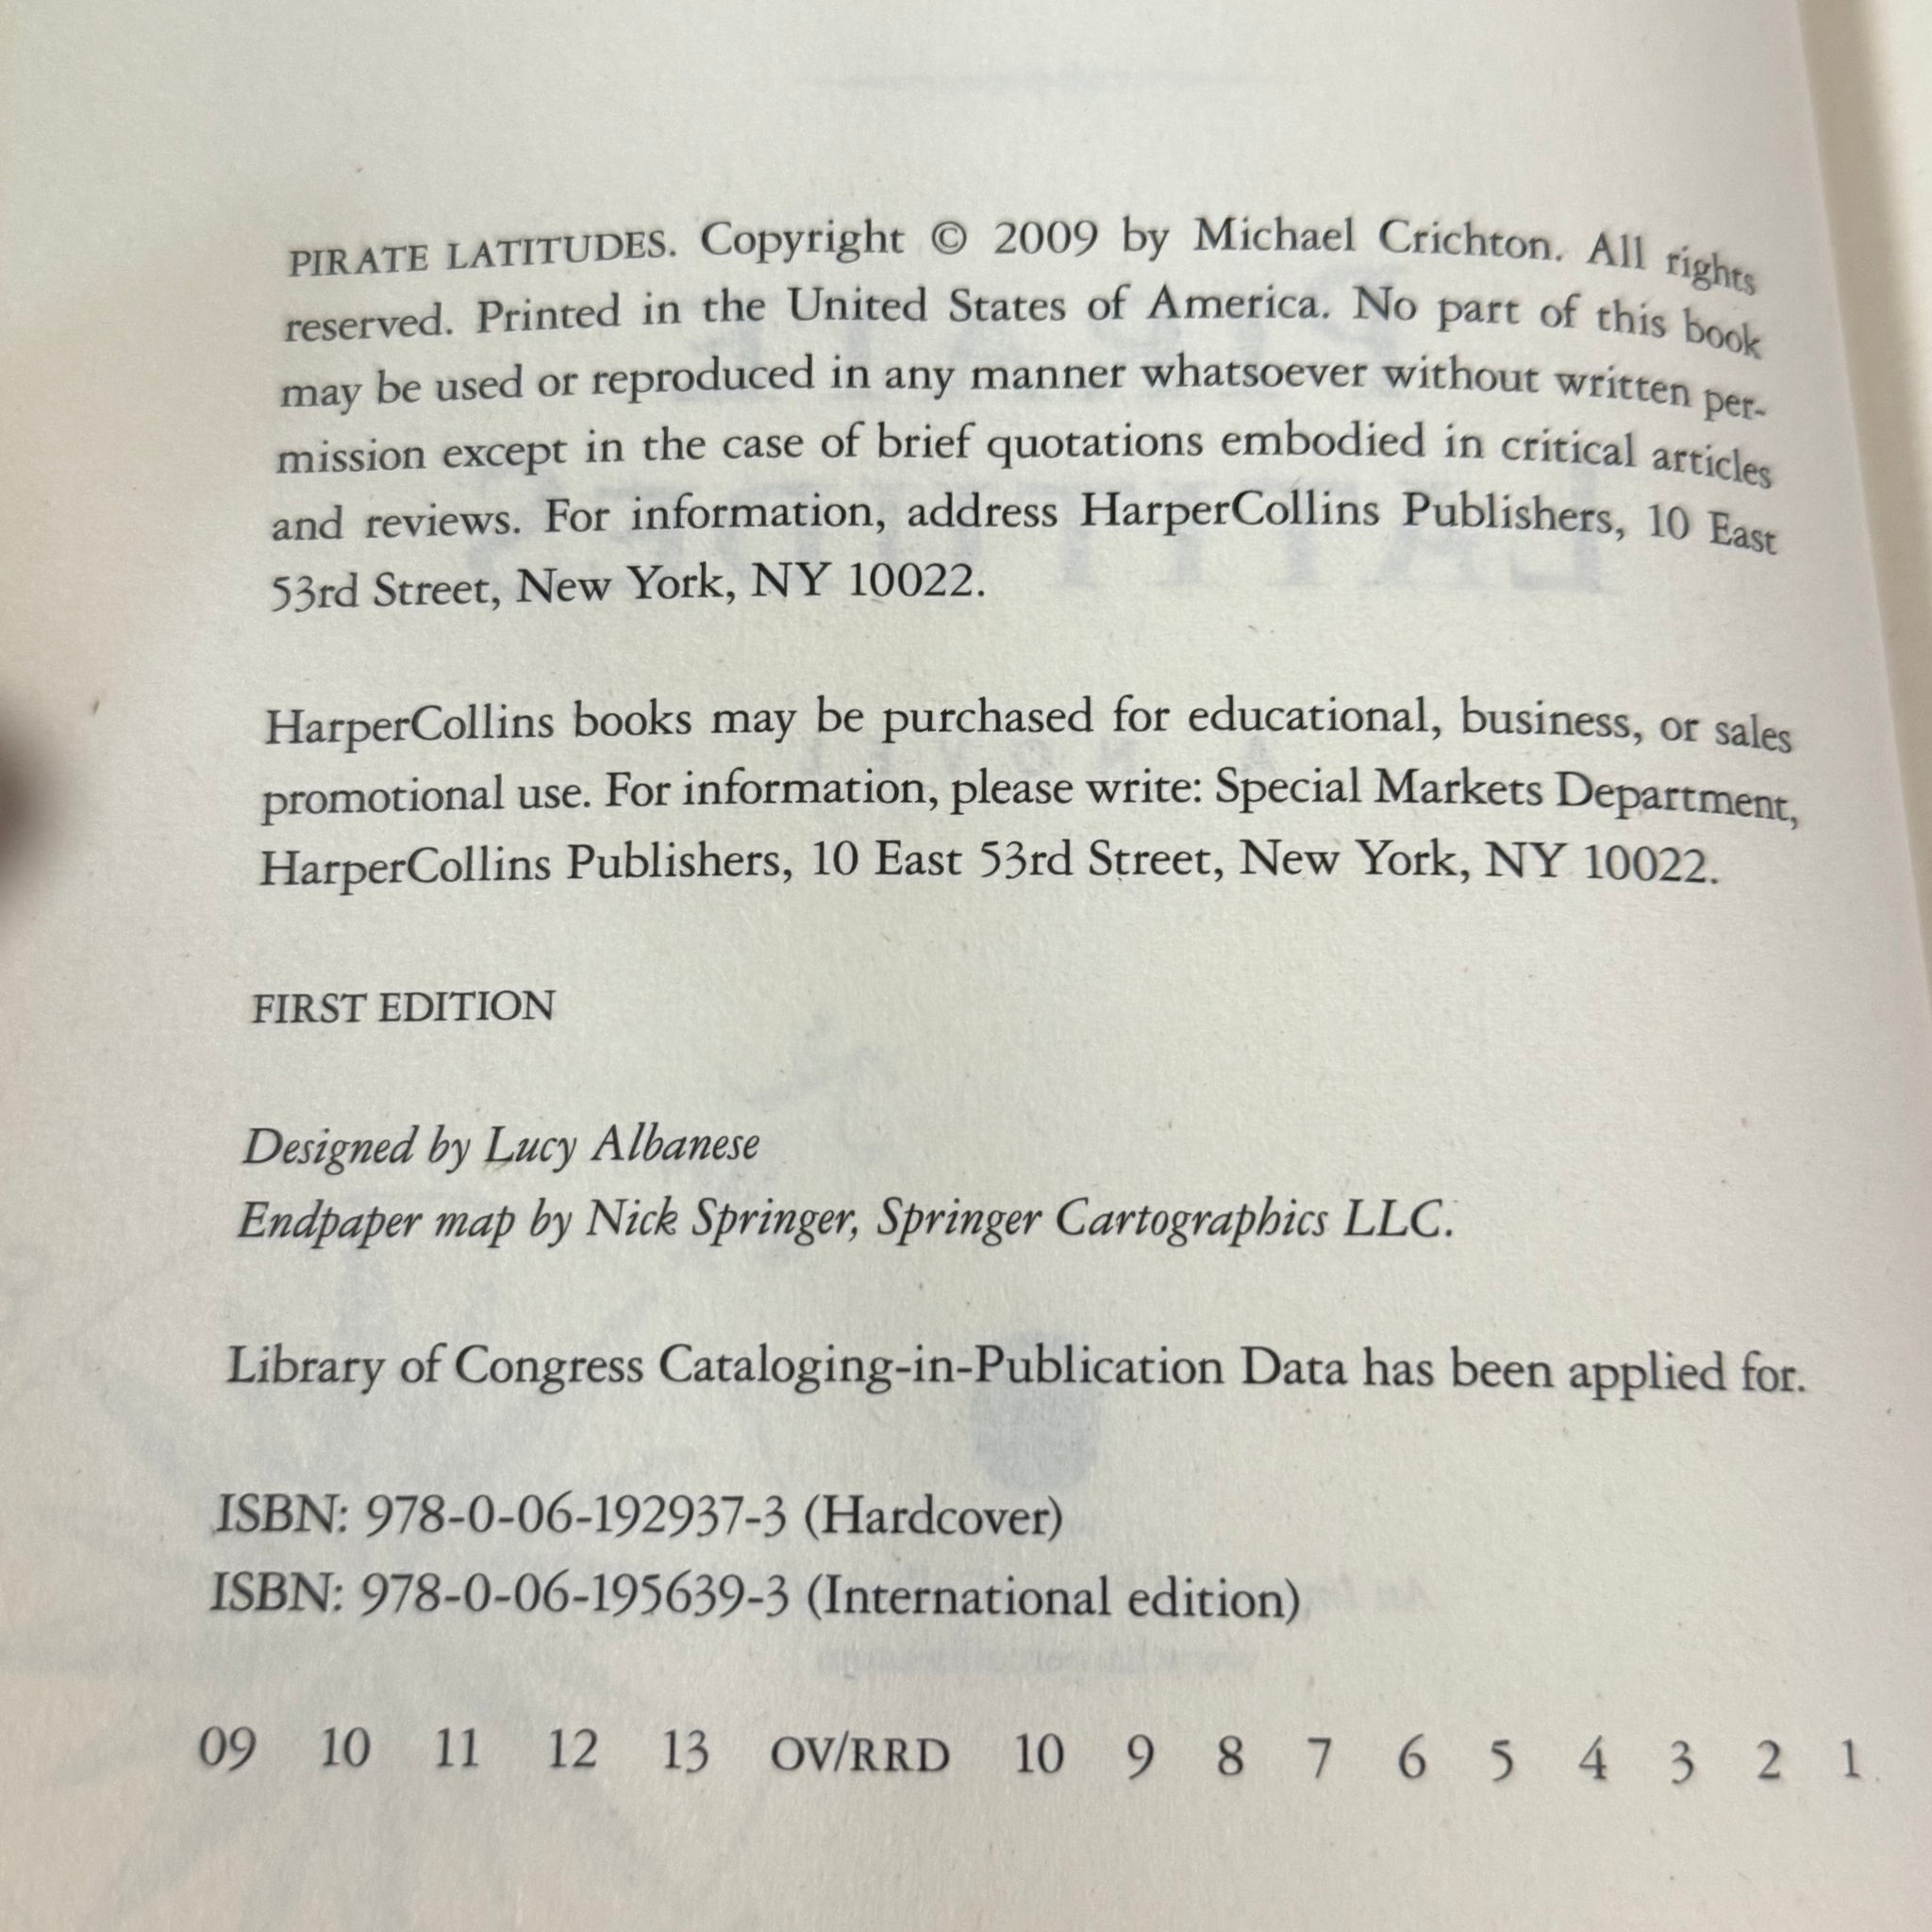 PIRATE LATITUDES. Copyright © 2009 by Michael Crichton. All rights
reserved. Printed in the United States of America. No part of this book
may be used or reproduced in any manner whatsoever without written per-
mission except in the case of brief quotations embodied in critical articles
and reviews. For information, address HarperCollins Publishers, 10 East
53rd Street, New York, NY 10022.
HarperCollins books may be purchased for educational, business, or sales
promotional use. For information, please write: Special Markets Department,
HarperCollins Publishers, 10 East 53rd Street, New York, NY 10022.
FIRST EDITION
Designed by Lucy Albanese
Endpaper map by Nick Springer, Springer Cartographics LLC.
Library of Congress Cataloging-in-Publication Data has been applied for.
ISBN: 978-0-06-192937-3 (Hardcover)
ISBN: 978-0-06-195639-3 (International edition)
09 10 11 12 13 OV/RRD 10 9 8 7 6 5 4 3 2 1